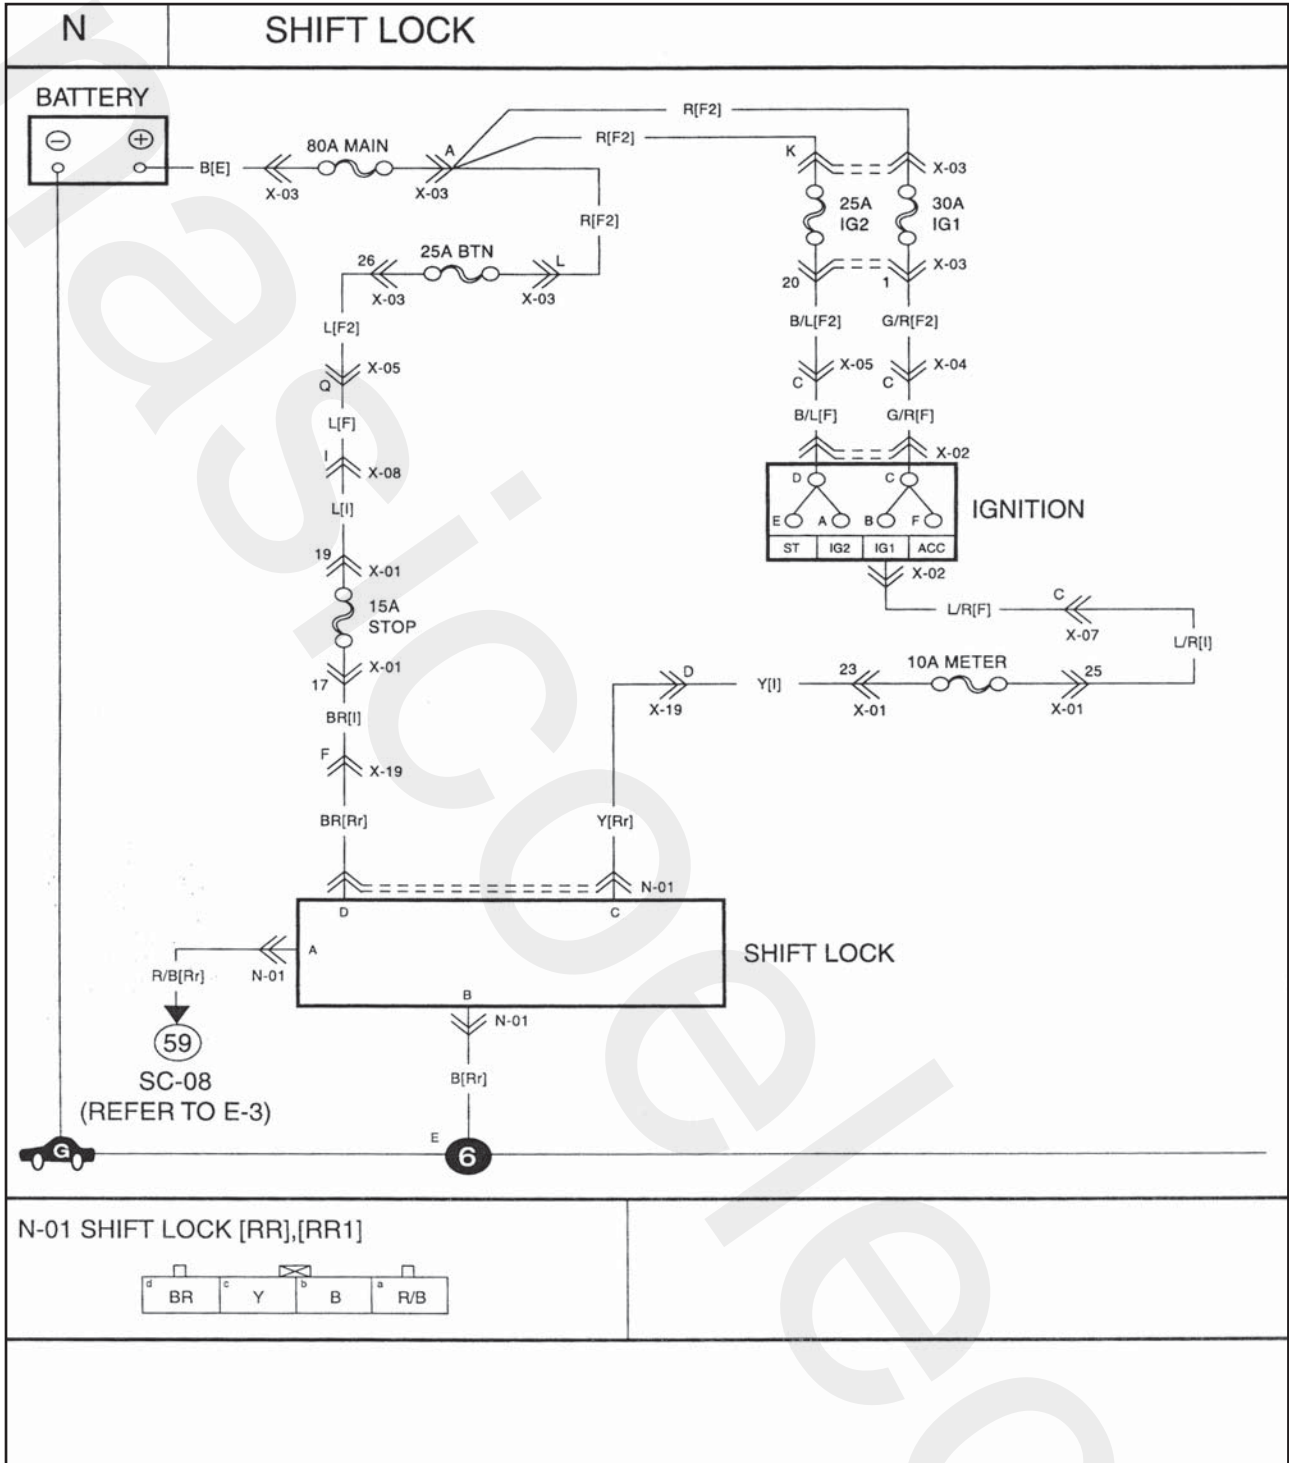 N SHIFT LOCK
BATTERY
R[F2]
R[F2]
80A MAIN
A
K
B[E]
X-03
X-03
X-03
25A
IG2
30A
IG1
R[F2]
25A BTN
26
L
X-03
X-03
X-03
20
1
L[F2]
B/L[F2]
G/R[F2]
X-05
Q
X-05
C
X-04
C
L[F]
B/L[F]
G/R[F]
I
X-08
X-02
D
C
L[I]
IGNITION
E
A
B
F
ST
IG2
IG1
ACC
19
X-01
X-02
15A
STOP
L/R[F]
C
X-07
L/R[I]
X-01
17
D
X-19
Y[I]
23
X-01
10A METER
25
X-01
BR[I]
F
X-19
BR[Rr]
Y[Rr]
N-01
D
C
A
SHIFT LOCK
R/B[Rr]
N-01
B
N-01
59
SC-08
(REFER TO E-3)
B[Rr]
E
G
6
N-01 SHIFT LOCK [RR],[RR1]
d
BR
c
Y
b
B
a
R/B
nasicoelec